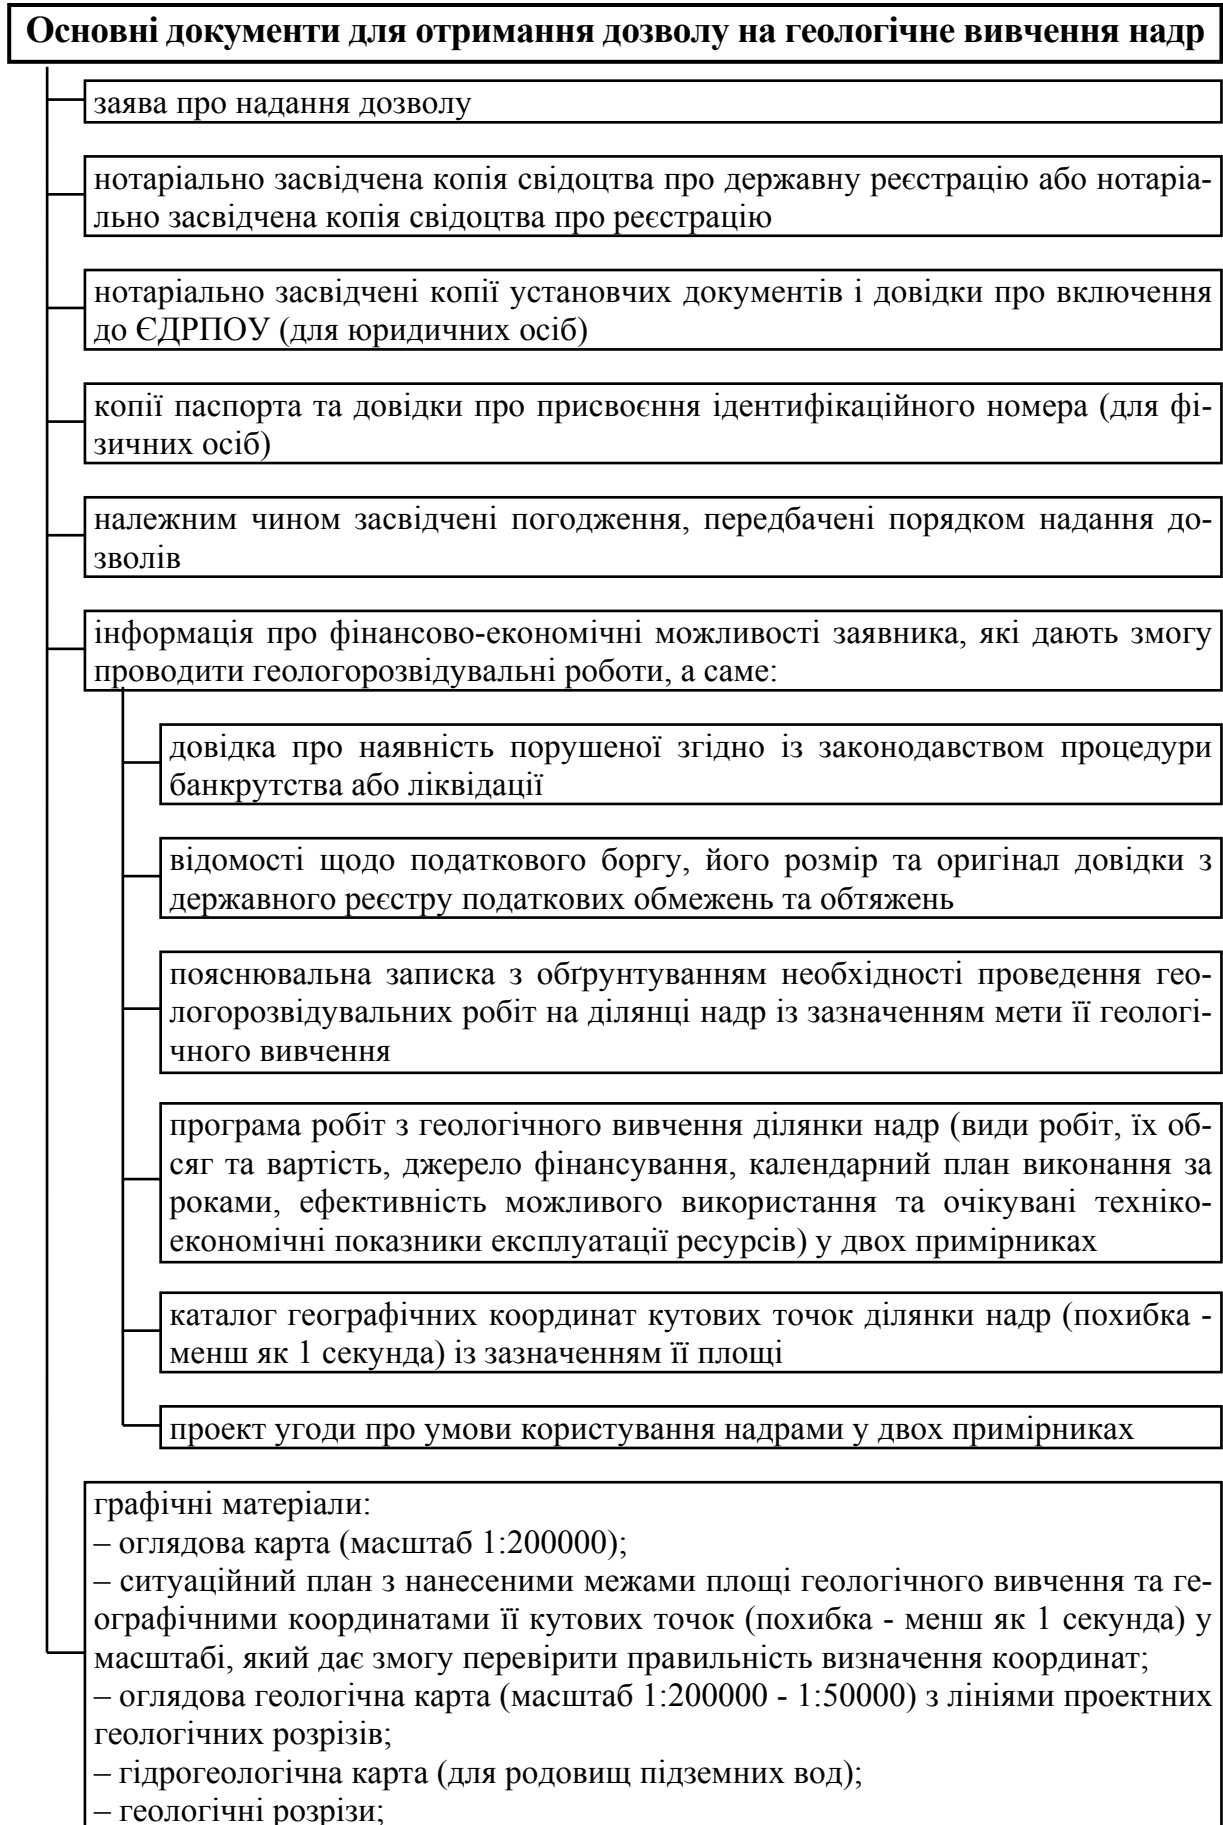 Основні документи для отримання дозволу на геологічне вивчення надр
заява про надання дозволу
нотаріально засвідчена копія свідоцтва про державну реєстрацію або нотаріа-
льно засвідчена копія свідоцтва про реєстрацію
нотаріально засвідчені копії установчих документів і довідки про включення
до ЄДРПОУ (для юридичних осіб)
копії паспорта та довідки про присвоєння ідентифікаційного номера (для фі-
зичних осіб)
належним чином засвідчені погодження, передбачені порядком надання до-
зволів
інформація про фінансово-економічні можливості заявника, які дають змогу
проводити геологорозвідувальні роботи, а саме:
довідка про наявність порушеної згідно із законодавством процедури
банкрутства або ліквідації
відомості щодо податкового боргу, його розмір та оригінал довідки з
державного реєстру податкових обмежень та обтяжень
пояснювальна записка з обґрунтуванням необхідності проведення гео-
логорозвідувальних робіт на ділянці надр із зазначенням мети її геологі-
чного вивчення
програма робіт з геологічного вивчення ділянки надр (види робіт, їх об-
сяг та вартість, джерело фінансування, календарний план виконання за
роками, ефективність можливого використання та очікувані техніко-
економічні показники експлуатації ресурсів) у двох примірниках
каталог географічних координат кутових точок ділянки надр (похибка -
менш як 1 секунда) із зазначенням її площі
проект угоди про умови користування надрами у двох примірниках
графічні матеріали:
– оглядова карта (масштаб 1:200000);
– ситуаційний план з нанесеними межами площі геологічного вивчення та ге-
ографічними координатами її кутових точок (похибка - менш як 1 секунда) у
масштабі, який дає змогу перевірити правильність визначення координат;
– оглядова геологічна карта (масштаб 1:200000 - 1:50000) з лініями проектних
геологічних розрізів;
– гідрогеологічна карта (для родовищ підземних вод);
– геологічні розрізи;